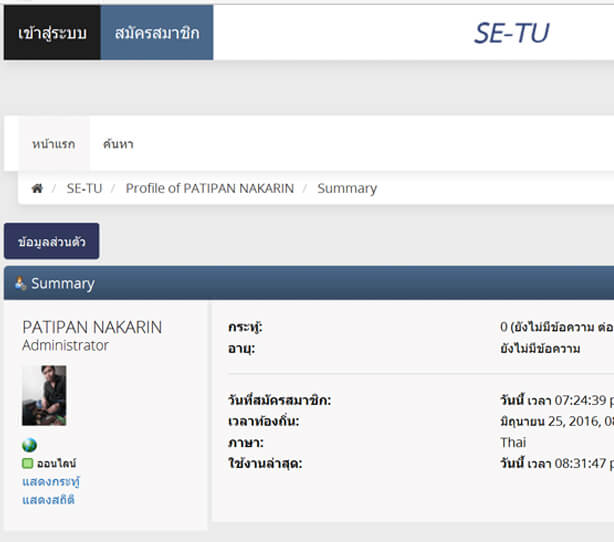 เข้าสู่ระบบ สมัครสมาชิก SE-TU
หน้าแรก ค้นหา
/ SE-TU / Profile of PATIPAN NAKARIN / Summary
ข้อมูลส่วนตัว
Summary
PATIPAN NAKARIN
Administrator
ออนไลน์
แสดงกระทู้
แสดงสถิติ
กระทู้: 0 (ยังไม่มีข้อความ ต่อ
อายุ: ยังไม่มีข้อความ
วันที่สมัครสมาชิก: วันนี้ เวลา 07:24:39 p
เวลาท้องถิ่น: มิถุนายน 25, 2016, 08
ภาษา: Thai
ใช้งานล่าสุด: วันนี้ เวลา 08:31:47 p